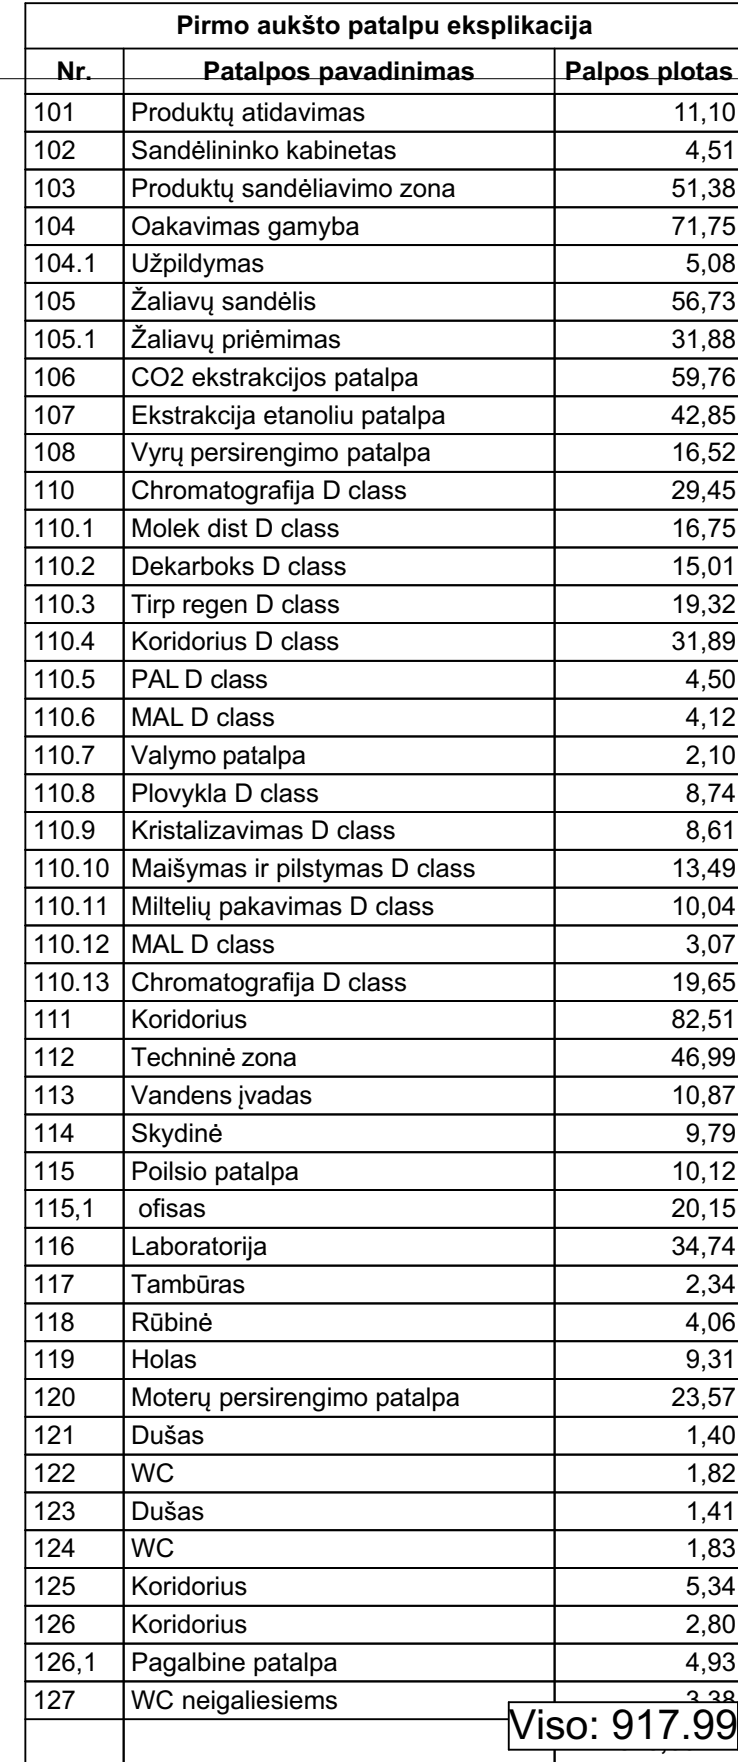 Pirmo aukšto patalpu eksplikacija
Nr. Patalpos pavadinimas Palpos plotas
101 Produktų atidavimas 11,10
102 Sandėlininko kabinetas 4,51
103 Produktų sandėliavimo zona 51,38
104 Oakavimas gamyba 71,75
104.1 Užpildymas 5,08
105 Žaliavų sandėlis 56,73
105.1 Žaliavų priėmimas 31,88
106 CO2 ekstrakcijos patalpa 59,76
107 Ekstrakcija etanoliu patalpa 42,85
108 Vyrų persirengimo patalpa 16,52
110 Chromatografija D class 29,45
110.1 Molek dist D class 16,75
110.2 Dekarboks D class 15,01
110.3 Tirp regen D class 19,32
110.4 Koridorius D class 31,89
110.5 PAL D class 4,50
110.6 MAL D class 4,12
110.7 Valymo patalpa 2,10
110.8 Plovykla D class 8,74
110.9 Kristalizavimas D class 8,61
110.10 Maišymas ir pilstymas D class 13,49
110.11 Miltelių pakavimas D class 10,04
110.12 MAL D class 3,07
110.13 Chromatografija D class 19,65
111 Koridorius 82,51
112 Techninė zona 46,99
113 Vandens įvadas 10,87
114 Skydinė 9,79
115 Poilsio patalpa 10,12
115,1 ofisas 20,15
116 Laboratorija 34,74
117 Tambūras 2,34
118 Rūbinė 4,06
119 Holas 9,31
120 Moterų persirengimo patalpa 23,57
121 Dušas 1,40
122 WC 1,82
123 Dušas 1,41
124 WC 1,83
125 Koridorius 5,34
126 Koridorius 2,80
126,1 Pagalbine patalpa 4,93
127 WC neigaliesiems 3,38
Viso: 917.99